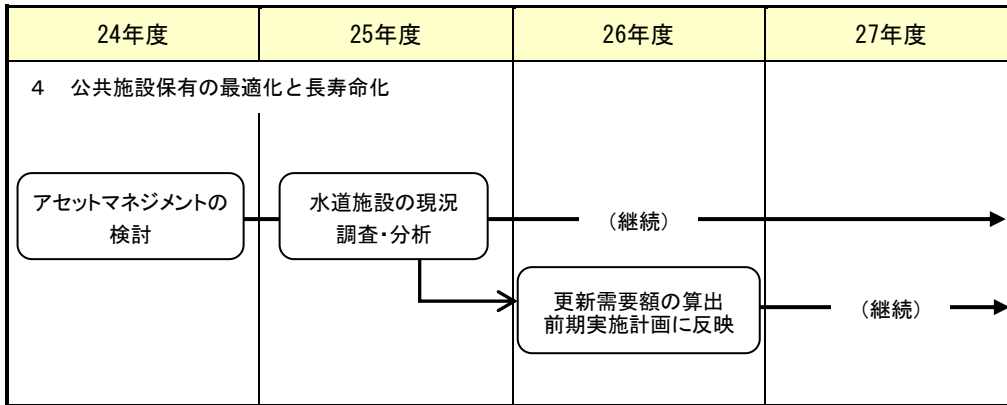 24年度
25年度
26年度
27年度
４　公共施設保有の最適化と長寿命化
アセットマネジメントの
検討
水道施設の現況
調査・分析
（継続）
更新需要額の算出
前期実施計画に反映
（継続）